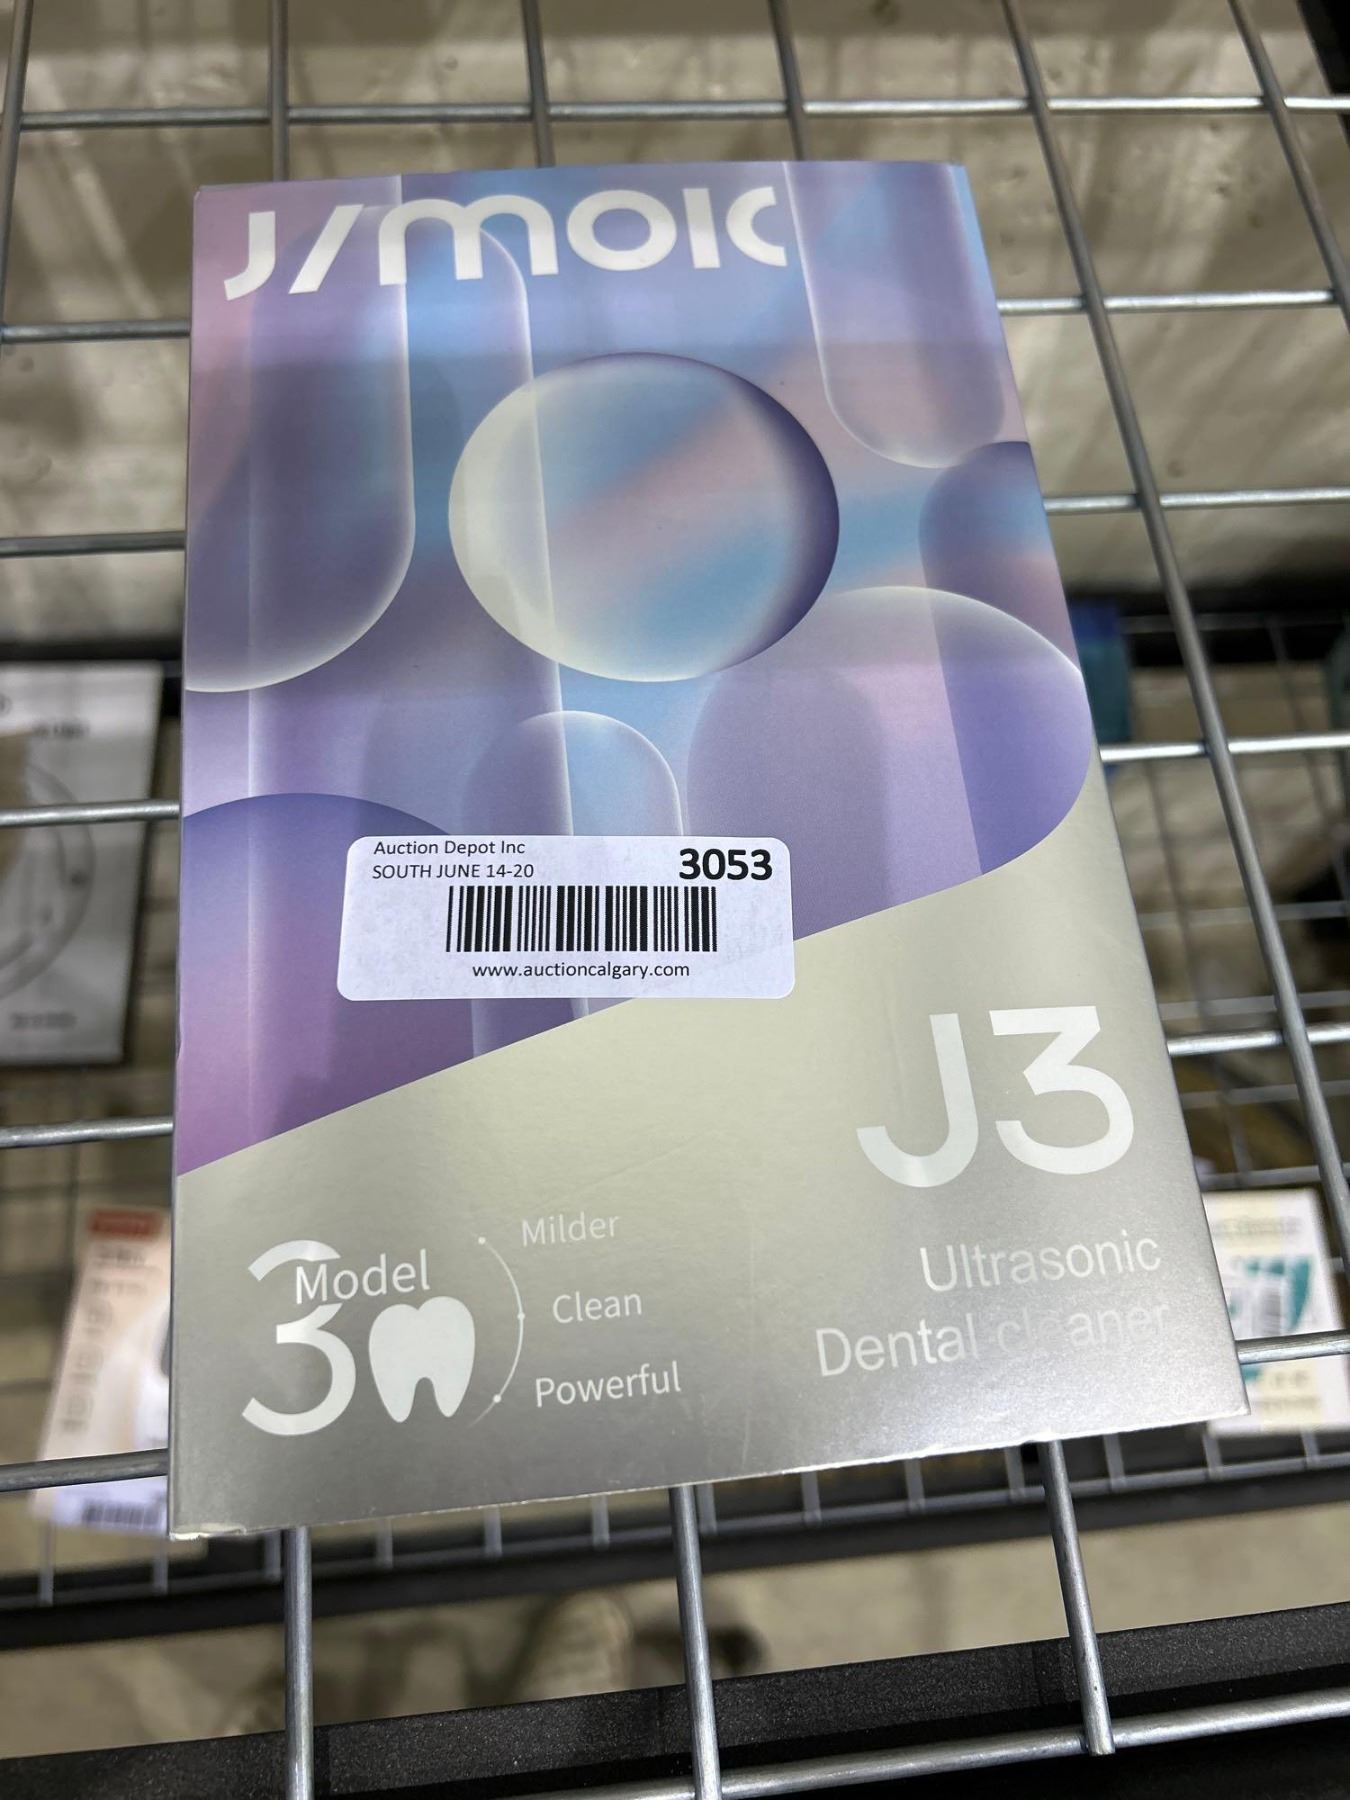 J/MOIC
Auction Depot Inc
SOUTH JUNE 14-20
3053
www.auctioncalgary.com
J3
Ultrasonic
Dental cleaner
3
Model
Milder
Clean
Powerful